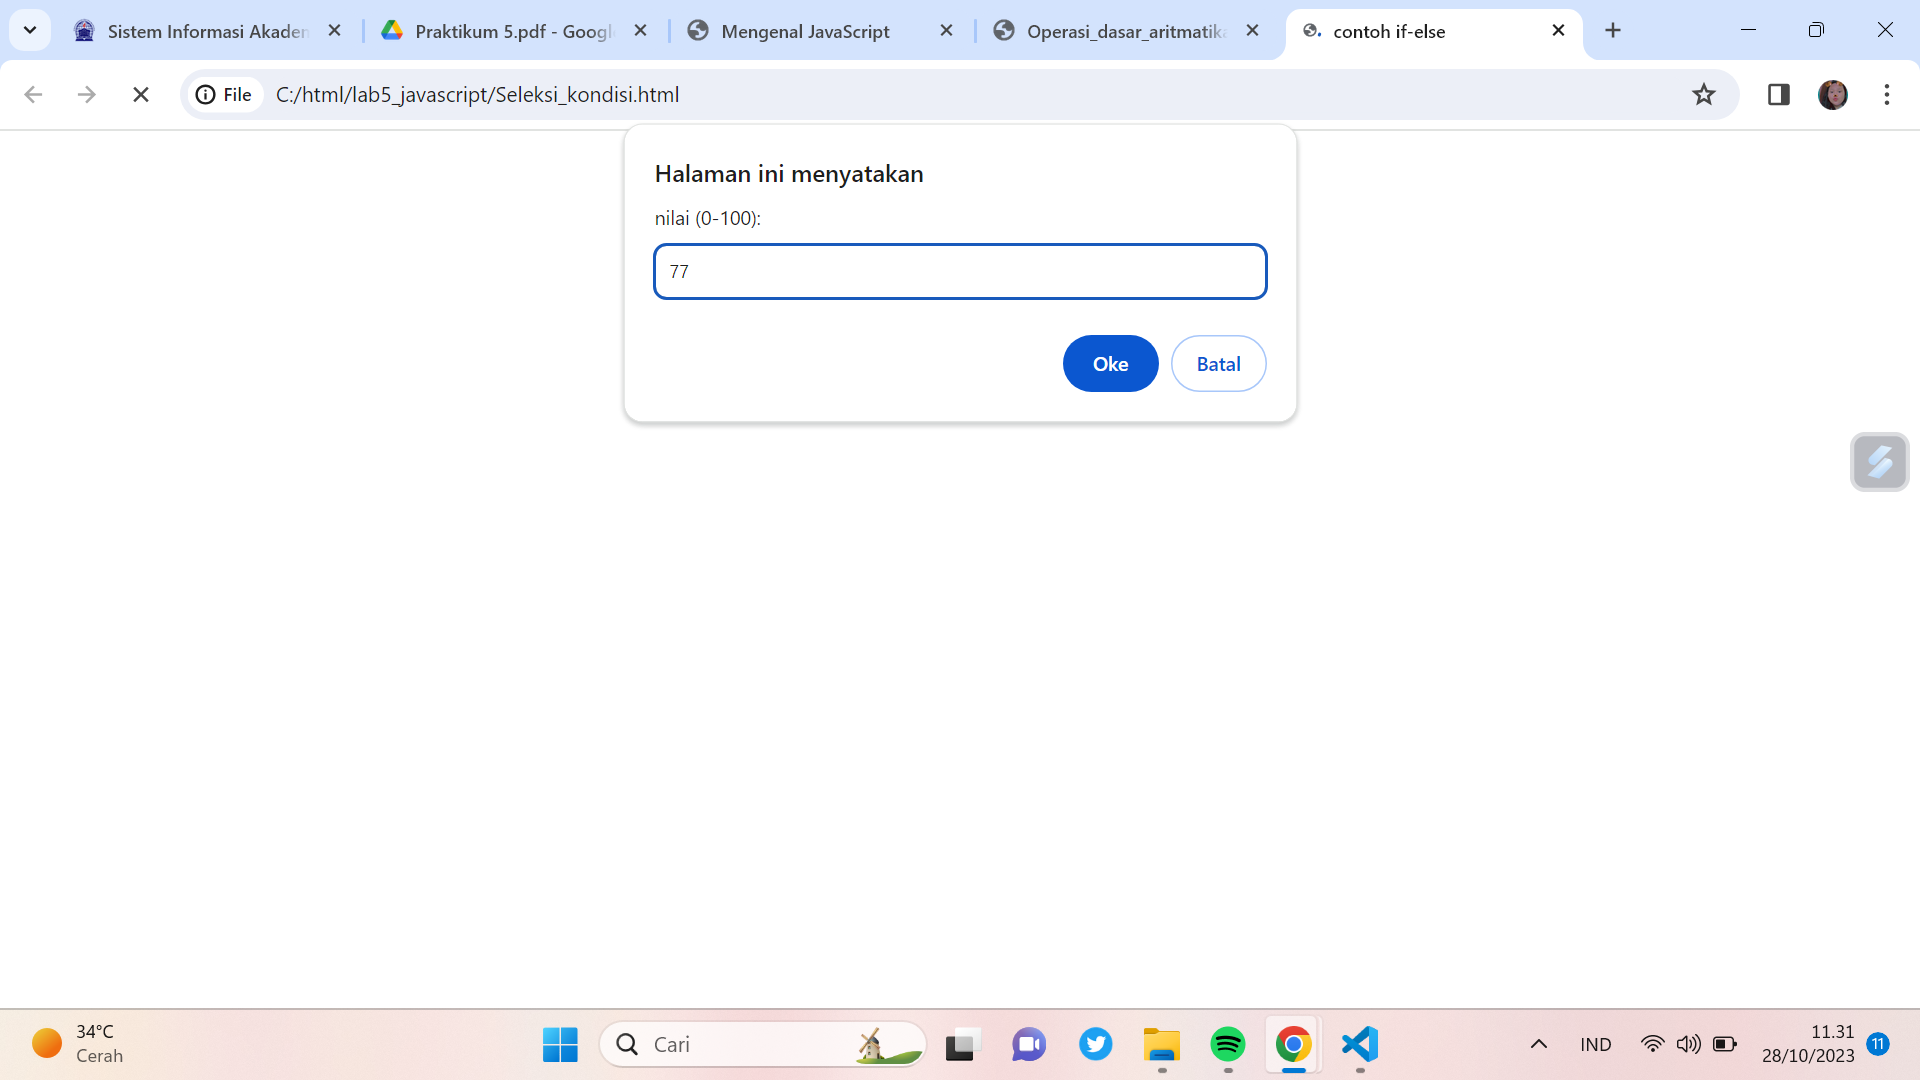 Sistem Informasi Akaden
Praktikum 5.pdf - Googl
Mengenal JavaScript
Operasi_dasar_aritmatika
contoh if-else
File
C:/html/lab5_javascript/Seleksi_kondisi.html
Halaman ini menyatakan
nilai (0-100):
77
Oke
Batal
34°C
Cerah
Cari
IND
11.31
28/10/2023
11